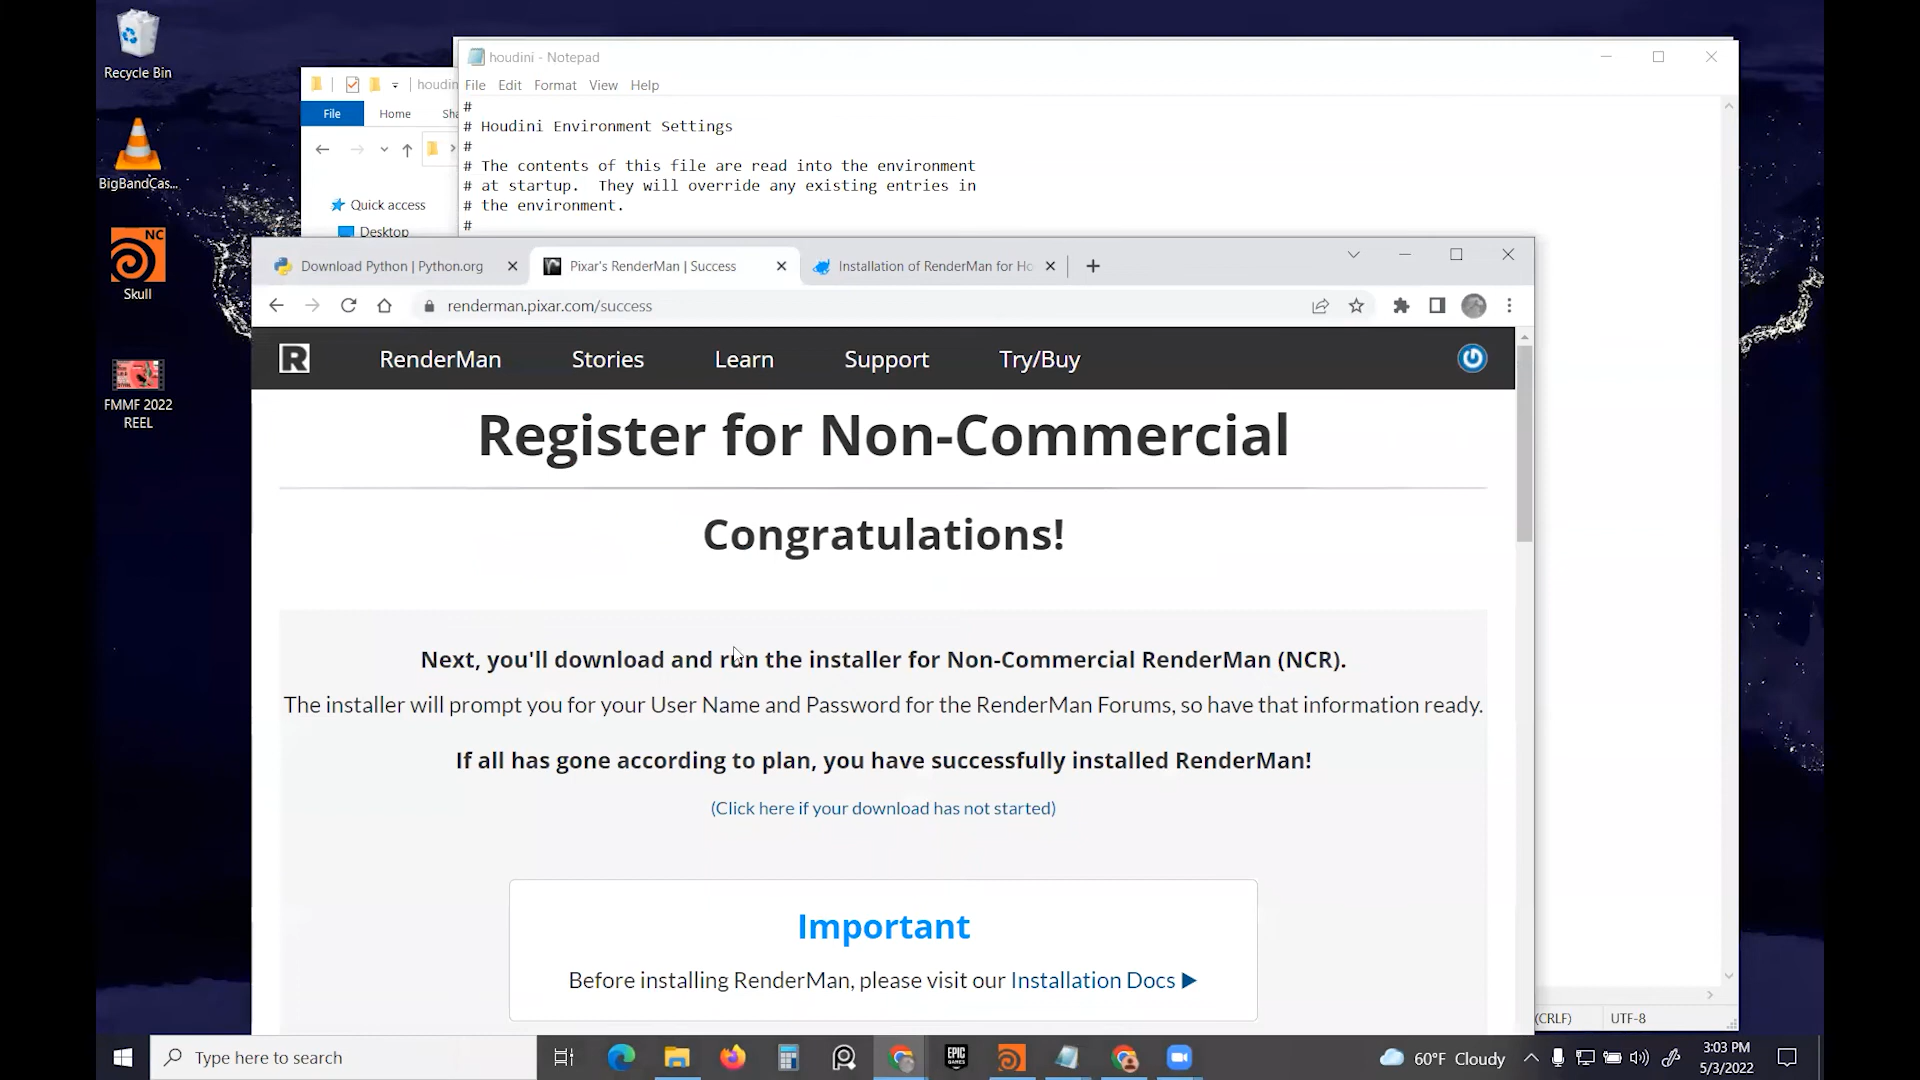 Recycle Bin
BigBandCas...
NC
Skull
FMMF 2022
REEL
houdin
File
Home
Sha
Quick access
Desktop
houdini - Notepad
File Edit Format View Help
#
# Houdini Environment Settings
#
# The contents of this file are read into the environment
# at startup.  They will override any existing entries in
# the environment.
#
Download Python | Python.org
Pixar's RenderMan | Success
Installation of RenderMan for Ho
renderman.pixar.com/success
R
RenderMan
Stories
Learn
Support
Try/Buy
Register for Non-Commercial
Congratulations!
Next, you'll download and run the installer for Non-Commercial RenderMan (NCR).
The installer will prompt you for your User Name and Password for the RenderMan Forums, so have that information ready.
If all has gone according to plan, you have successfully installed RenderMan!
(Click here if your download has not started)
Important
Before installing RenderMan, please visit our Installation Docs ▶
(CRLF)
UTF-8
Type here to search
EPIC
GAMES
60°F Cloudy
3:03 PM
5/3/2022